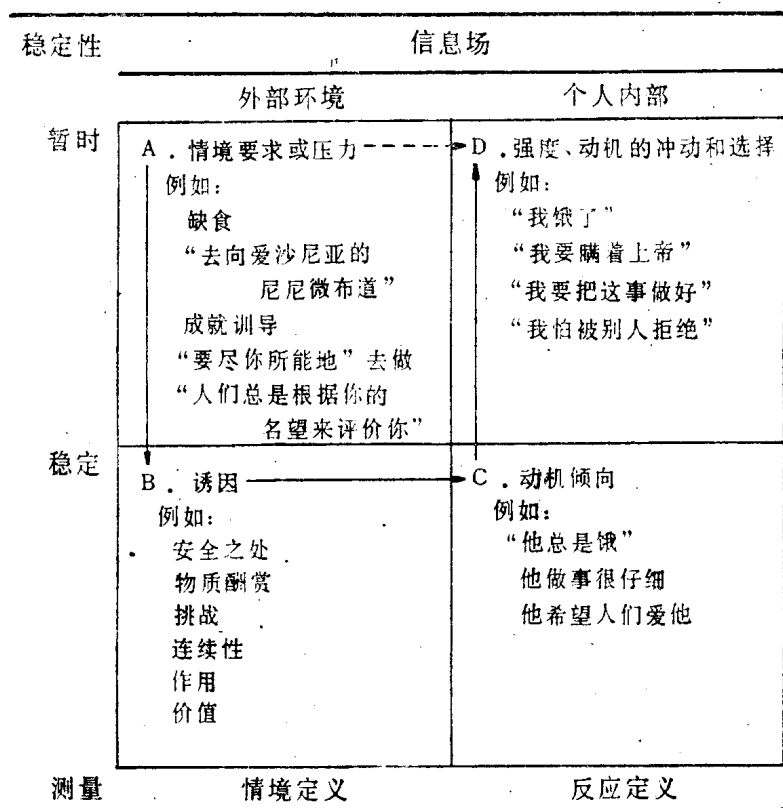 稳定性 信息场
外部环境 个人内部
暂时 A．情境要求或压力 D．强度、动机的冲动和选择
例如： 例如：
缺食 “我饿了”
“去向爱沙尼亚的 “我要瞒着上帝”
尼尼微布道” “我要把这事做好”
成就训导 “我怕被别人拒绝”
“要尽你所能地”去做
“人们总是根据你的
名望来评价你”
稳定 B．诱因 C．动机倾向
例如： 例如：
安全之处 “他总是饿”
物质酬赏 他做事很仔细
挑战 他希望人们爱他
连续性
作用
价值
测量 情境定义 反应定义